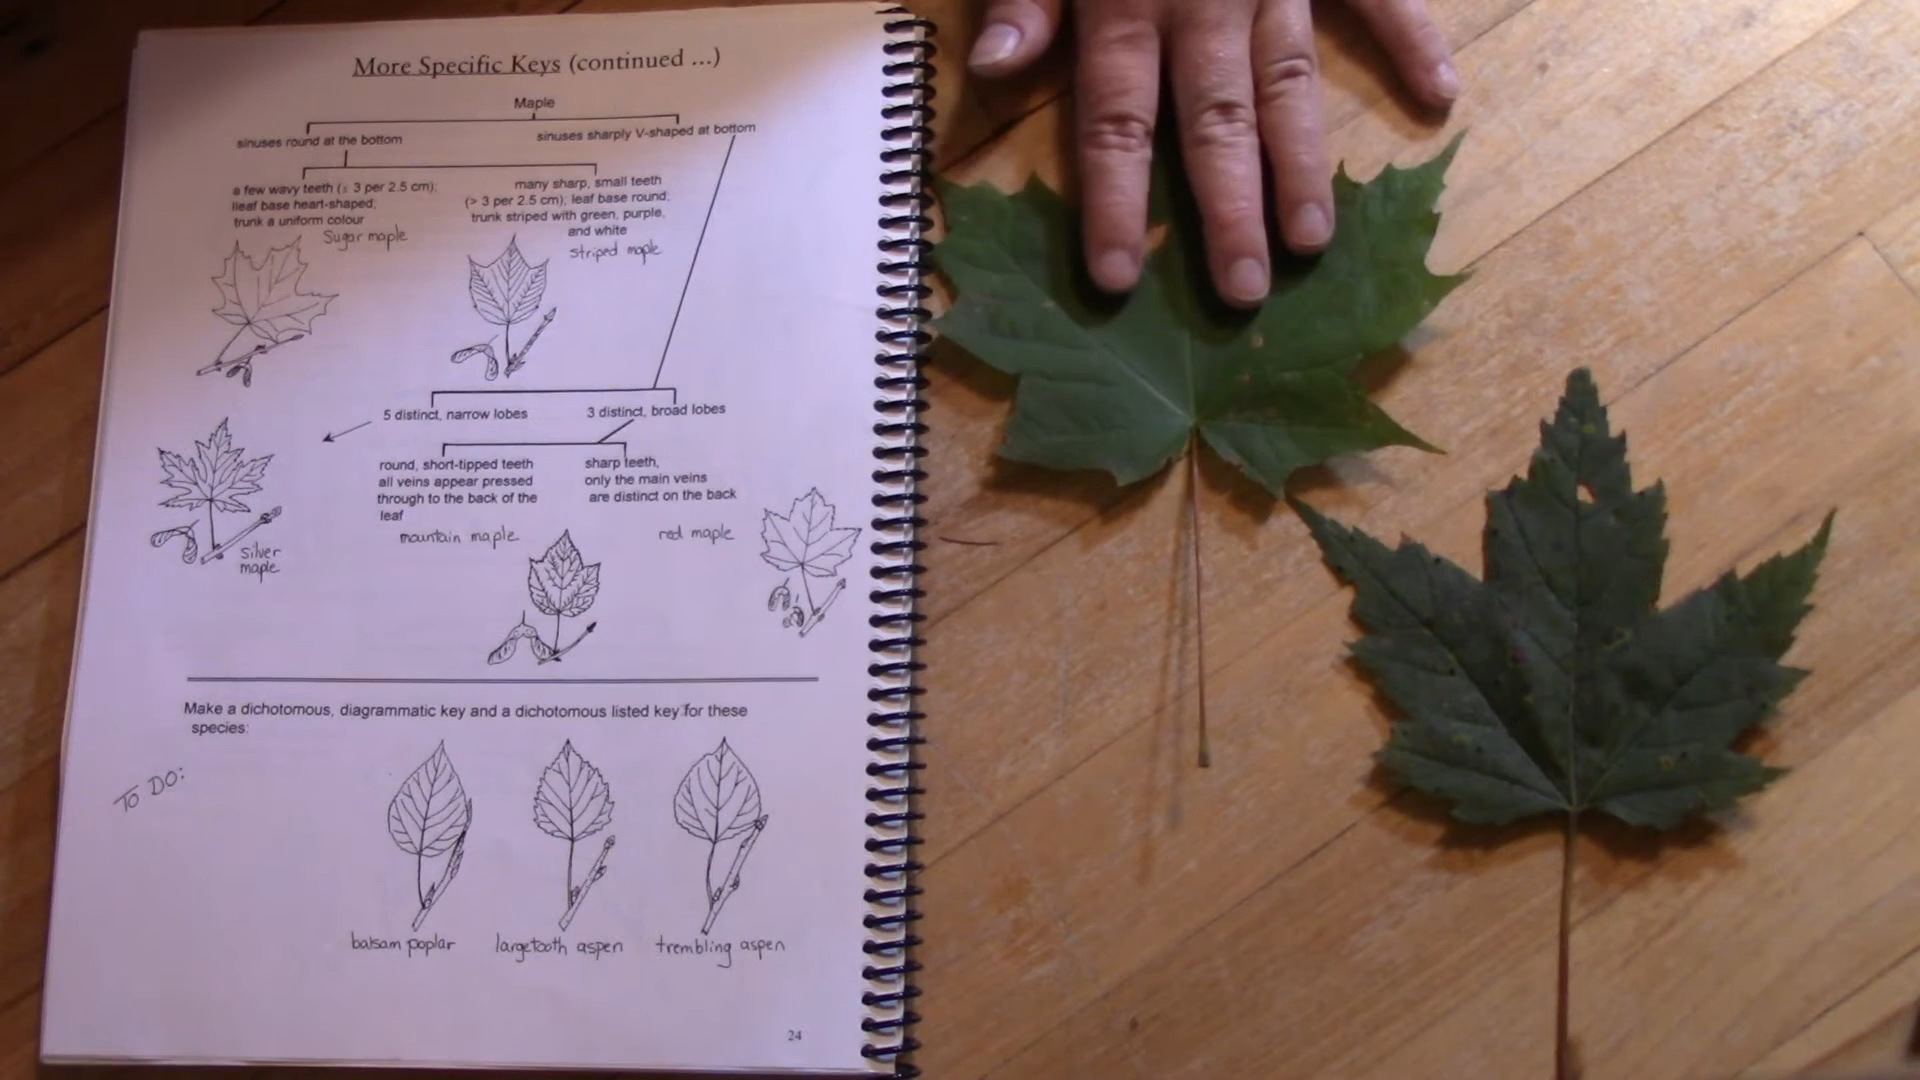 More Specific Keys (continued ...)
Maple
sinuses round at the bottom
sinuses sharply V-shaped at bottom
a few wavy teeth (≤ 3 per 2.5 cm);
leaf base heart-shaped;
trunk a uniform colour
Sugar maple
many sharp, small teeth
(> 3 per 2.5 cm); leaf base round;
trunk striped with green, purple,
and white
striped maple
5 distinct, narrow lobes
3 distinct, broad lobes
silver
maple
round, short-tipped teeth
all veins appear pressed
through to the back of the
leaf
mountain maple
sharp teeth,
only the main veins
are distinct on the back
red maple
Make a dichotomous, diagrammatic key and a dichotomous listed key for these
species:
TO DO:
balsam poplar
largetooth aspen
trembling aspen
24